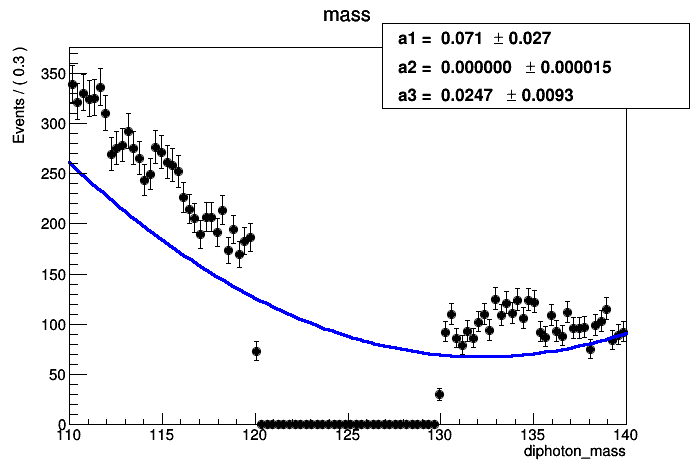 mass
a1 = 0.071 ± 0.027
a2 = 0.000000 ± 0.000015
a3 = 0.0247 ± 0.0093
Events / ( 0.3 )
350
300
250
200
150
100
50
0
110 115 120 125 130 135 140
diphoton_mass